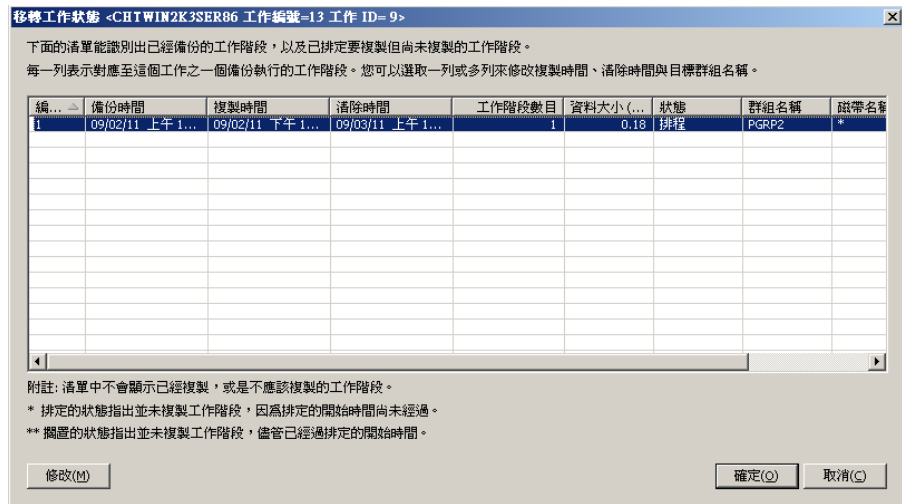 移轉工作狀態 <CHTWIN2K3SER86 工作編號=13 工作 ID= 9>
下面的清單能識別出已經備份的工作階段，以及已排定要複製但尚未複製的工作階段。
每一列表示對應至這個工作之一個備份執行的工作階段。您可以選取一列或多列來修改複製時間、清除時間與目標群組名稱。
編... 備份時間 複製時間 清除時間 工作階段數目 資料大小 (... 狀態 群組名稱 磁帶名稱
1 09/02/11 上午 1... 09/02/11 下午 1... 09/03/11 上午 1... 1 0.18 排程 PGRP2 *
附註: 清單中不會顯示已經複製，或是不應該複製的工作階段。
* 排定的狀態指出並未複製工作階段，因為排定的開始時間尚未經過。
** 擱置的狀態指出並未複製工作階段，儘管已經過排定的開始時間。
修改(M) 確定(O) 取消(C)